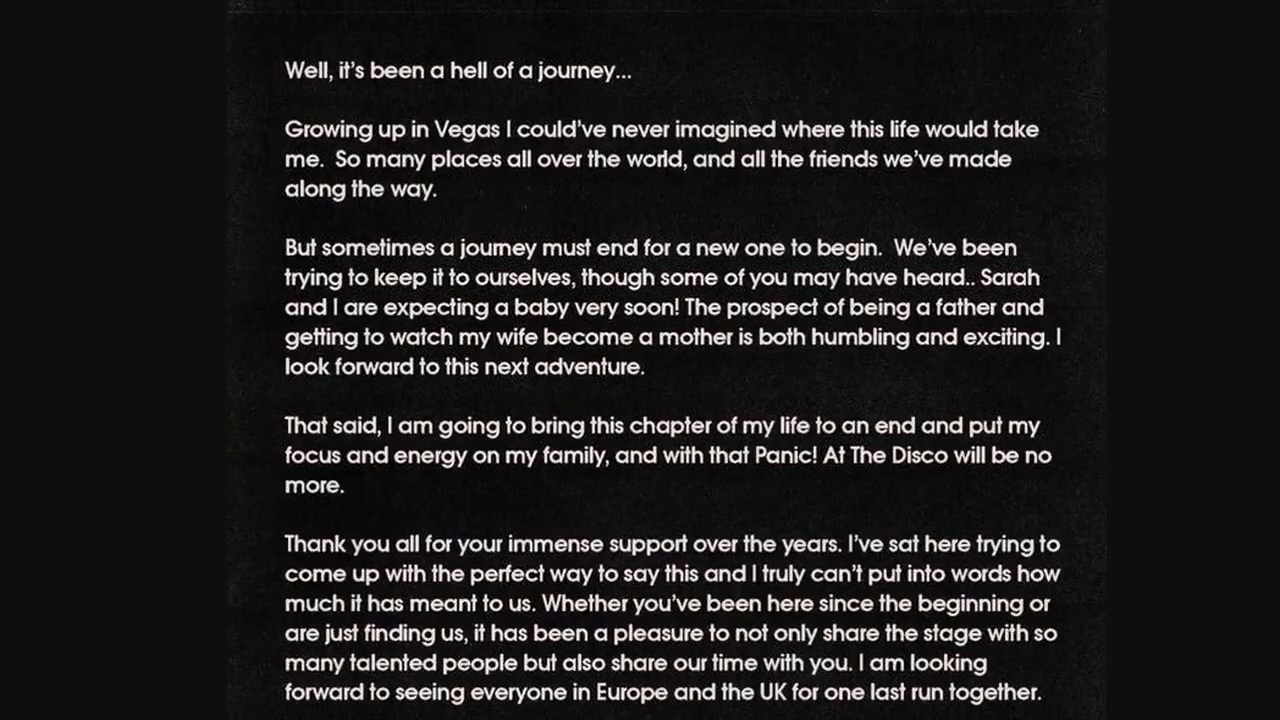 Well, it's been a hell of a journey...
Growing up in Vegas I could've never imagined where this life would take
me.  So many places all over the world, and all the friends we've made
along the way.
But sometimes a journey must end for a new one to begin.  We've been
trying to keep it to ourselves, though some of you may have heard.. Sarah
and I are expecting a baby very soon! The prospect of being a father and
getting to watch my wife become a mother is both humbling and exciting. I
look forward to this next adventure.
That said, I am going to bring this chapter of my life to an end and put my
focus and energy on my family, and with that Panic! At The Disco will be no
more.
Thank you all for your immense support over the years. I've sat here trying to
come up with the perfect way to say this and I truly can't put into words how
much it has meant to us. Whether you've been here since the beginning or
are just finding us, it has been a pleasure to not only share the stage with so
many talented people but also share our time with you. I am looking
forward to seeing everyone in Europe and the UK for one last run together.